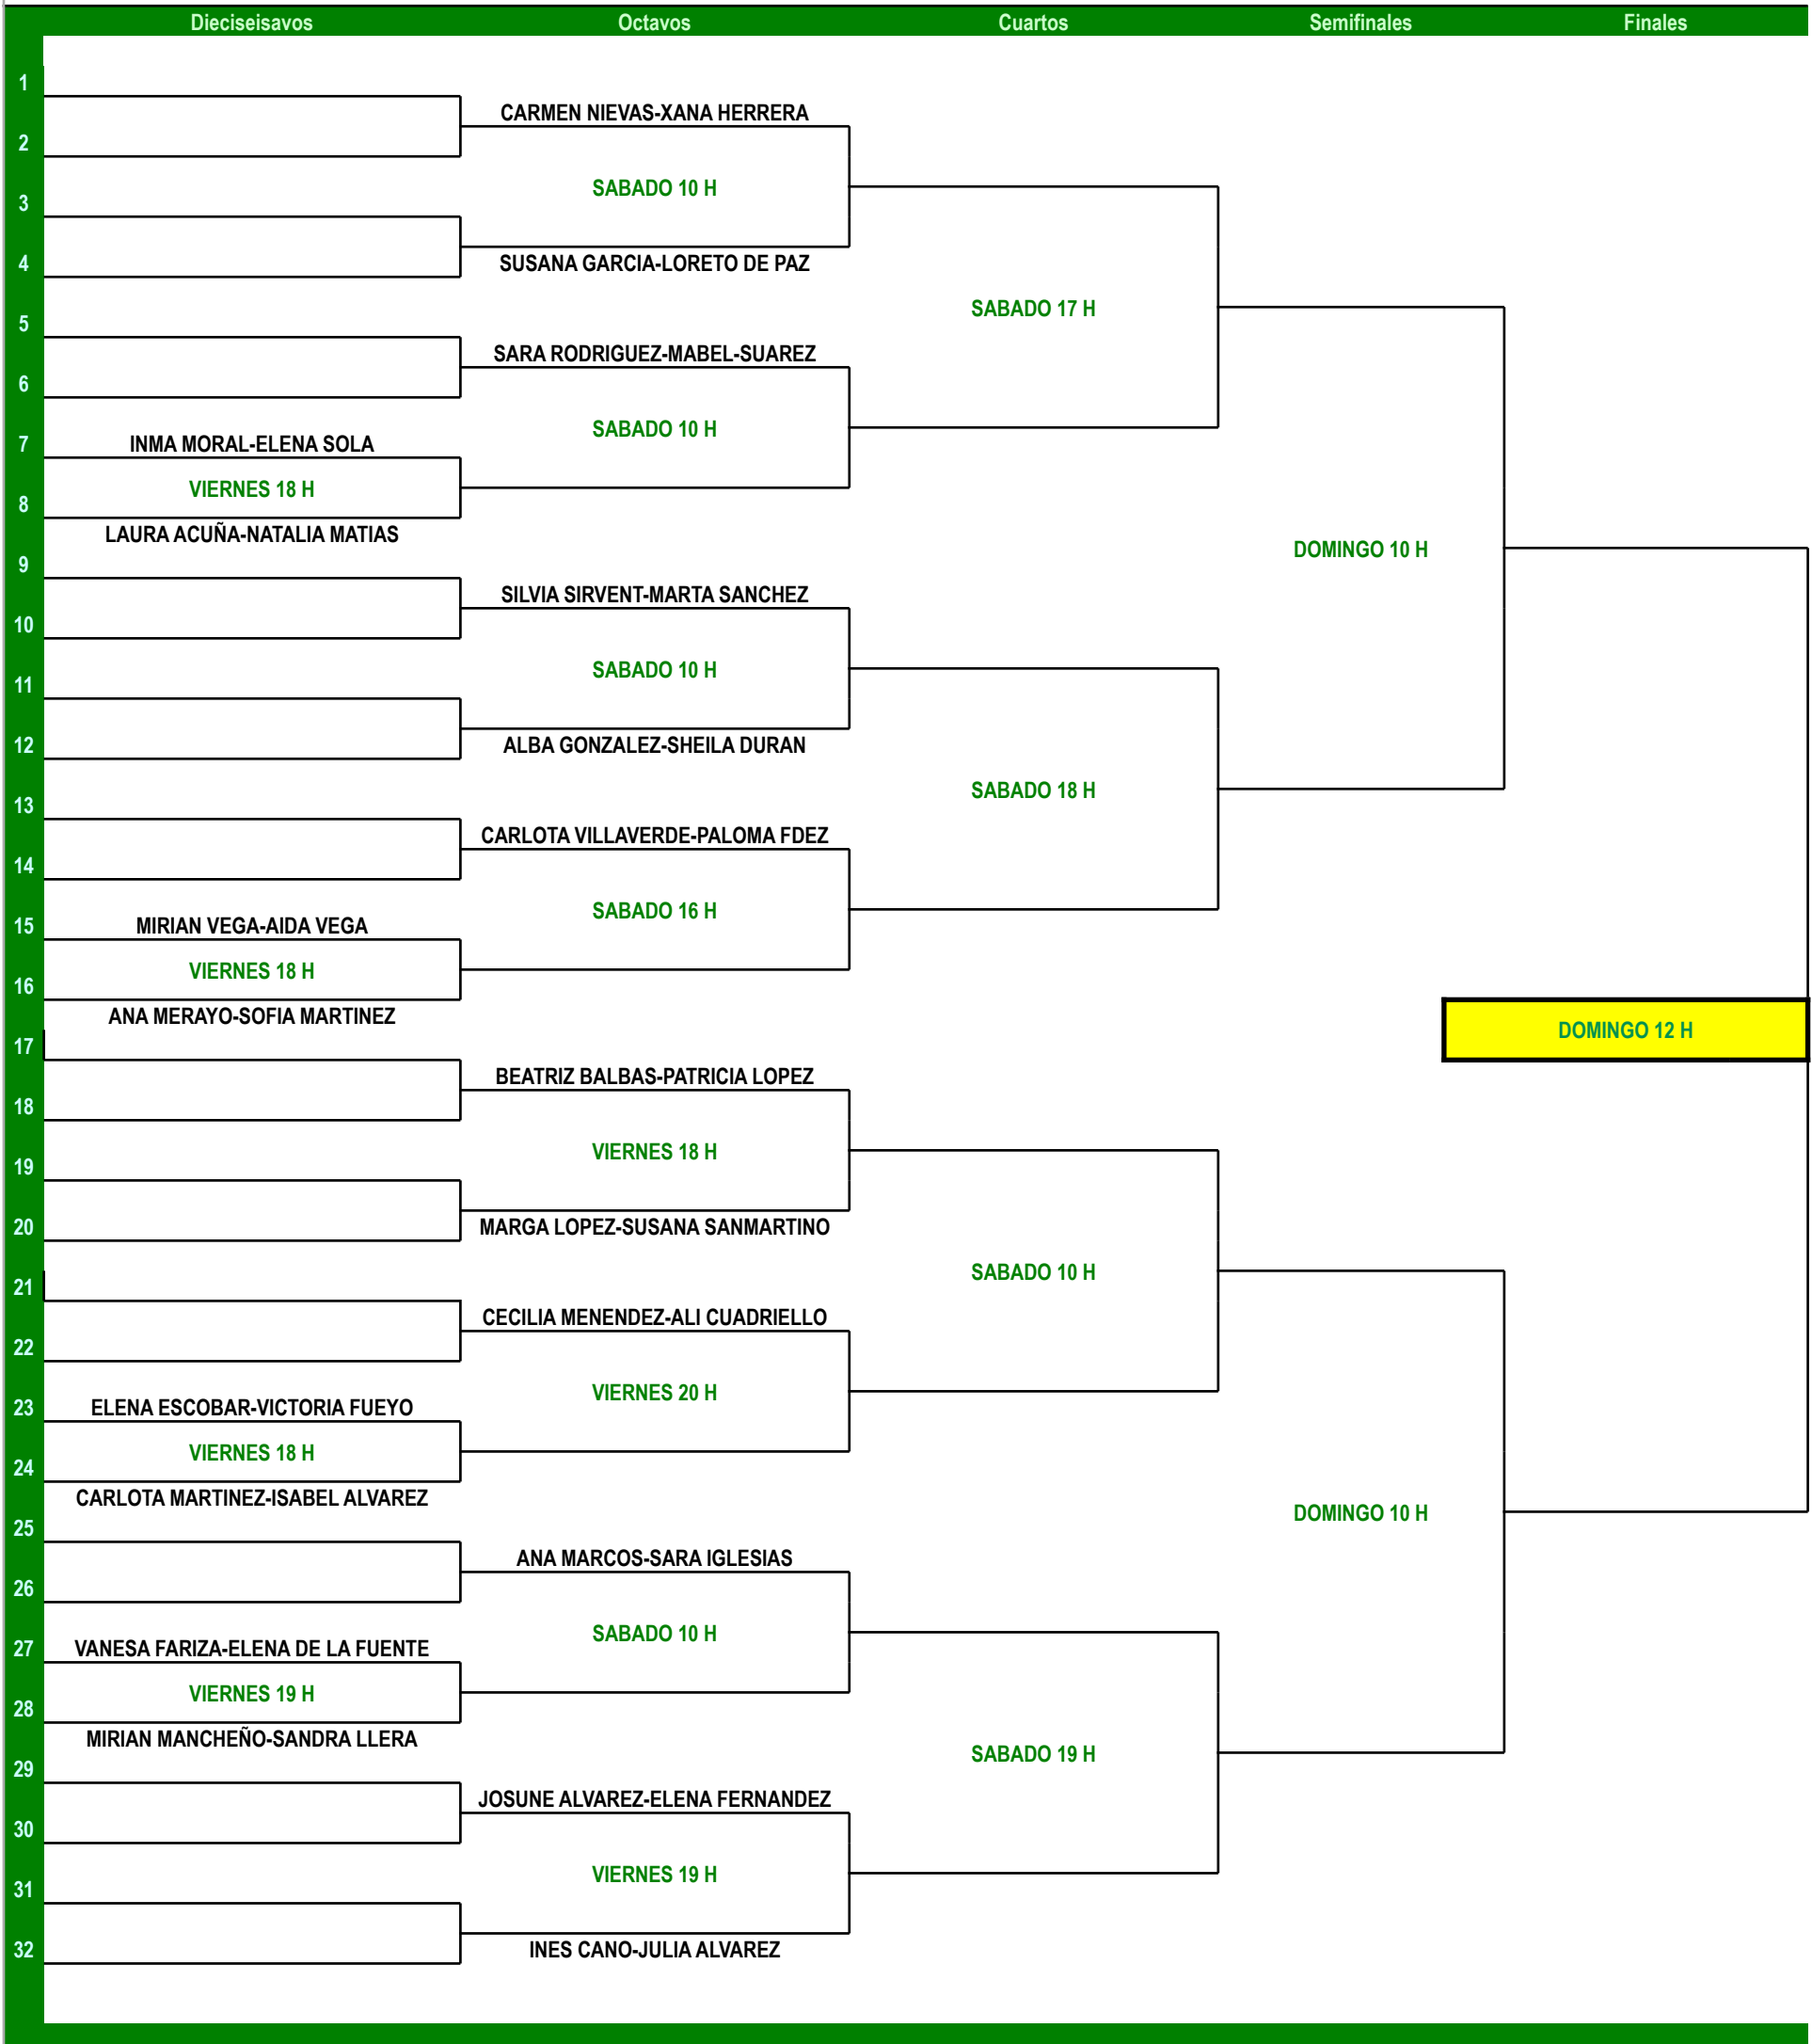 Dieciseisavos Octavos Cuartos Semifinales Finales
1
CARMEN NIEVAS-XANA HERRERA
2
SABADO 10 H
3
4
SUSANA GARCIA-LORETO DE PAZ
SABADO 17 H
5
SARA RODRIGUEZ-MABEL-SUAREZ
6
SABADO 10 H
7 INMA MORAL-ELENA SOLA
VIERNES 18 H
8
LAURA ACUÑA-NATALIA MATIAS
DOMINGO 10 H
9
SILVIA SIRVENT-MARTA SANCHEZ
10
SABADO 10 H
11
12
ALBA GONZALEZ-SHEILA DURAN
SABADO 18 H
13
CARLOTA VILLAVERDE-PALOMA FDEZ
14
SABADO 16 H
15 MIRIAN VEGA-AIDA VEGA
VIERNES 18 H
16
ANA MERAYO-SOFIA MARTINEZ
DOMINGO 12 H
17
BEATRIZ BALBAS-PATRICIA LOPEZ
18
VIERNES 18 H
19
20
MARGA LOPEZ-SUSANA SANMARTINO
SABADO 10 H
21
CECILIA MENENDEZ-ALI CUADRIELLO
22
VIERNES 20 H
23 ELENA ESCOBAR-VICTORIA FUEYO
VIERNES 18 H
24
CARLOTA MARTINEZ-ISABEL ALVAREZ
DOMINGO 10 H
25
ANA MARCOS-SARA IGLESIAS
26
SABADO 10 H
27 VANESA FARIZA-ELENA DE LA FUENTE
VIERNES 19 H
28
MIRIAN MANCHEÑO-SANDRA LLERA
SABADO 19 H
29
JOSUNE ALVAREZ-ELENA FERNANDEZ
30
VIERNES 19 H
31
32
INES CANO-JULIA ALVAREZ